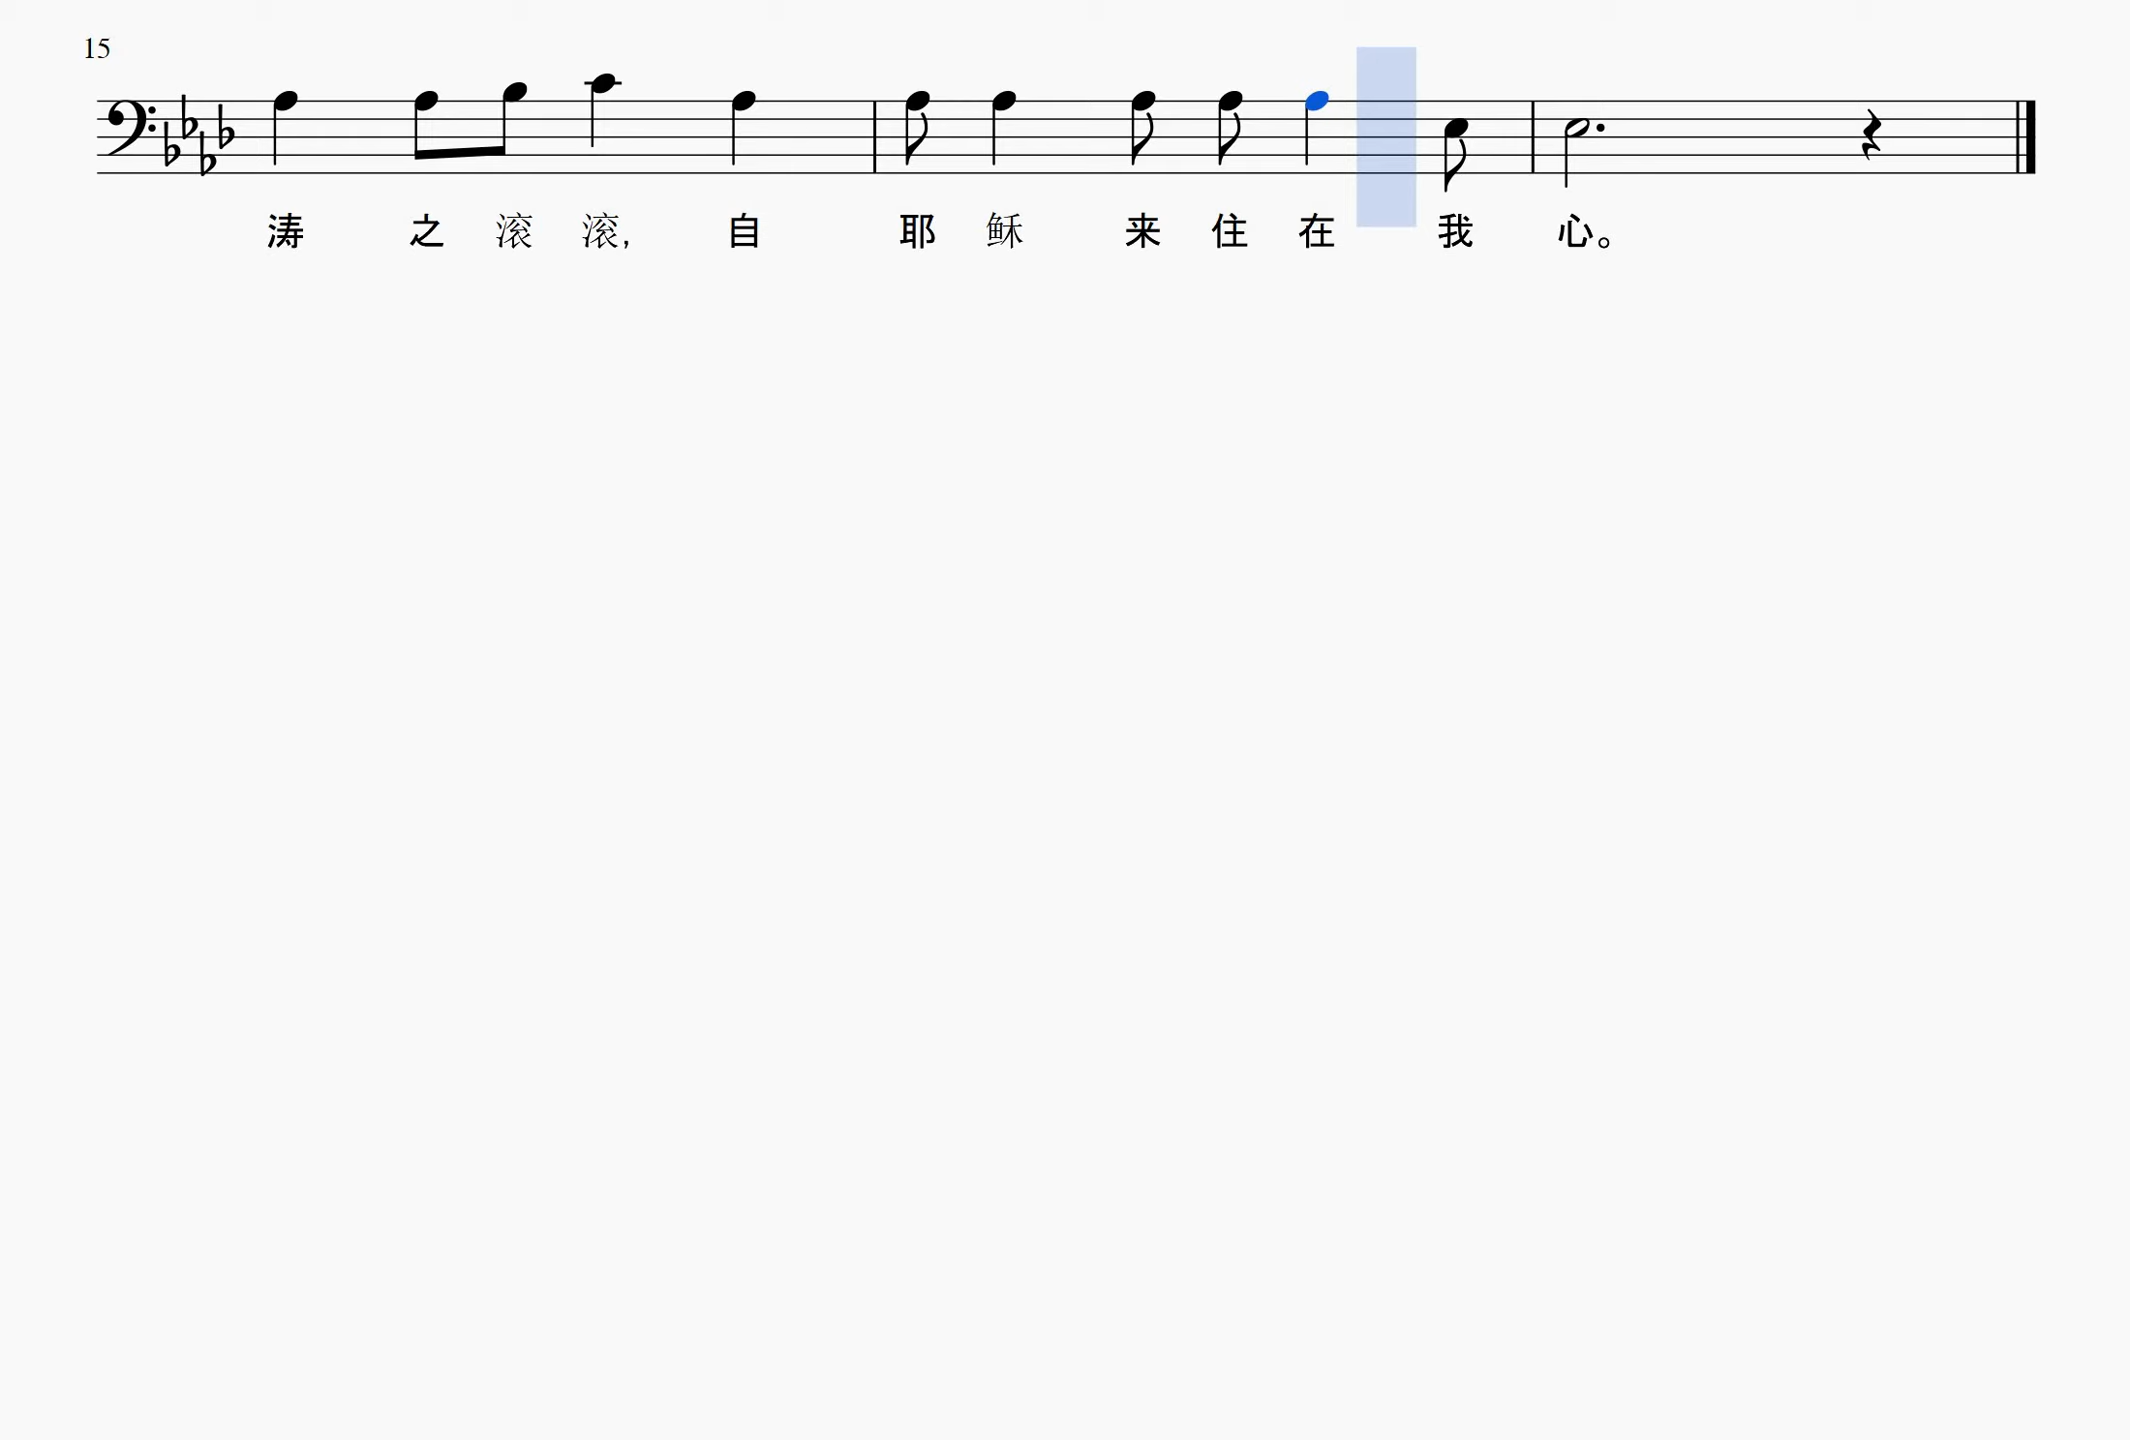 15
涛 之 滚 滚, 自 耶 稣 来 住 在 我 心。